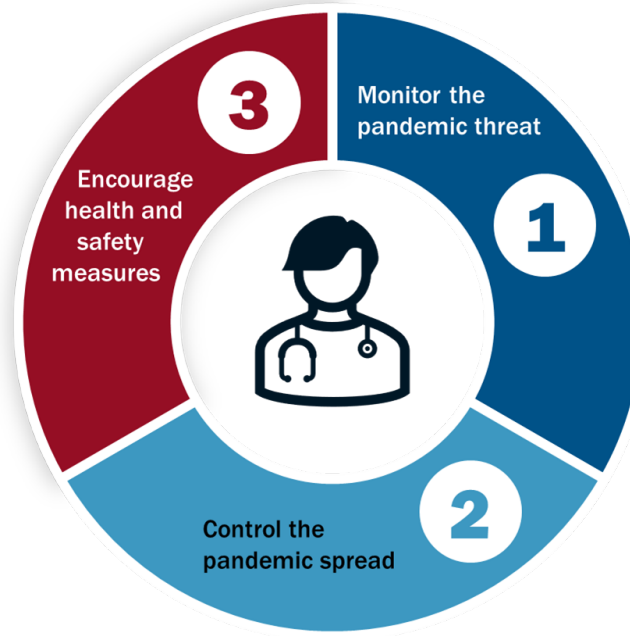 1
Monitor the
pandemic threat
2
Control the
pandemic spread
3
Encourage
health and
safety
measures